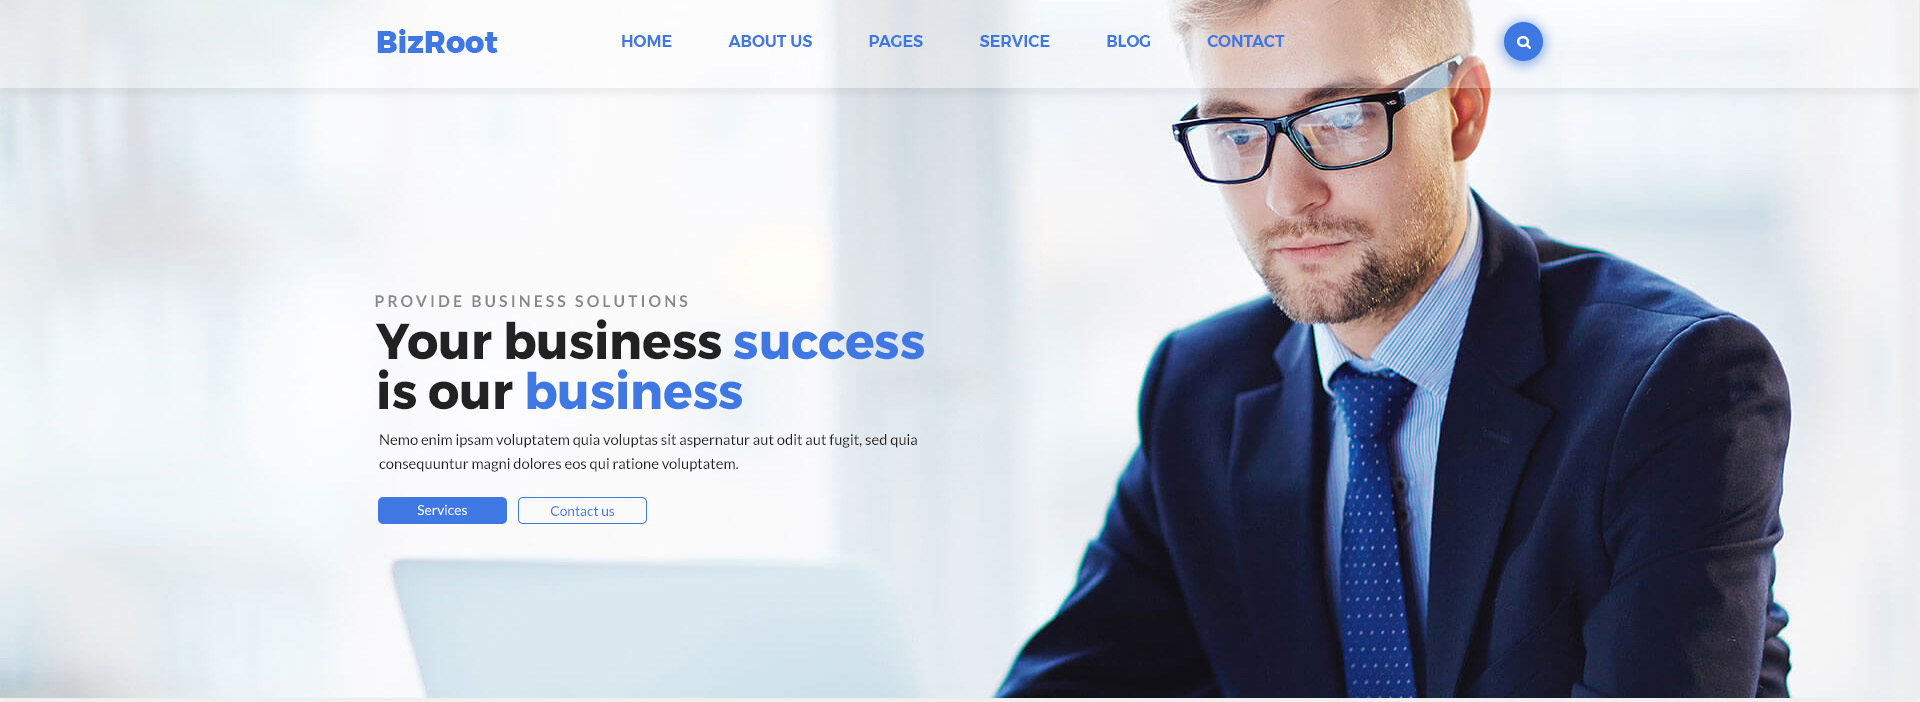 BizRoot
HOME ABOUT US PAGES SERVICE BLOG CONTACT
PROVIDE BUSINESS SOLUTIONS
Your business success
is our business
Nemo enim ipsam voluptatem quia voluptas sit aspernatur aut odit aut fugit, sed quia
consequuntur magni dolores eos qui ratione voluptatem.
Services Contact us